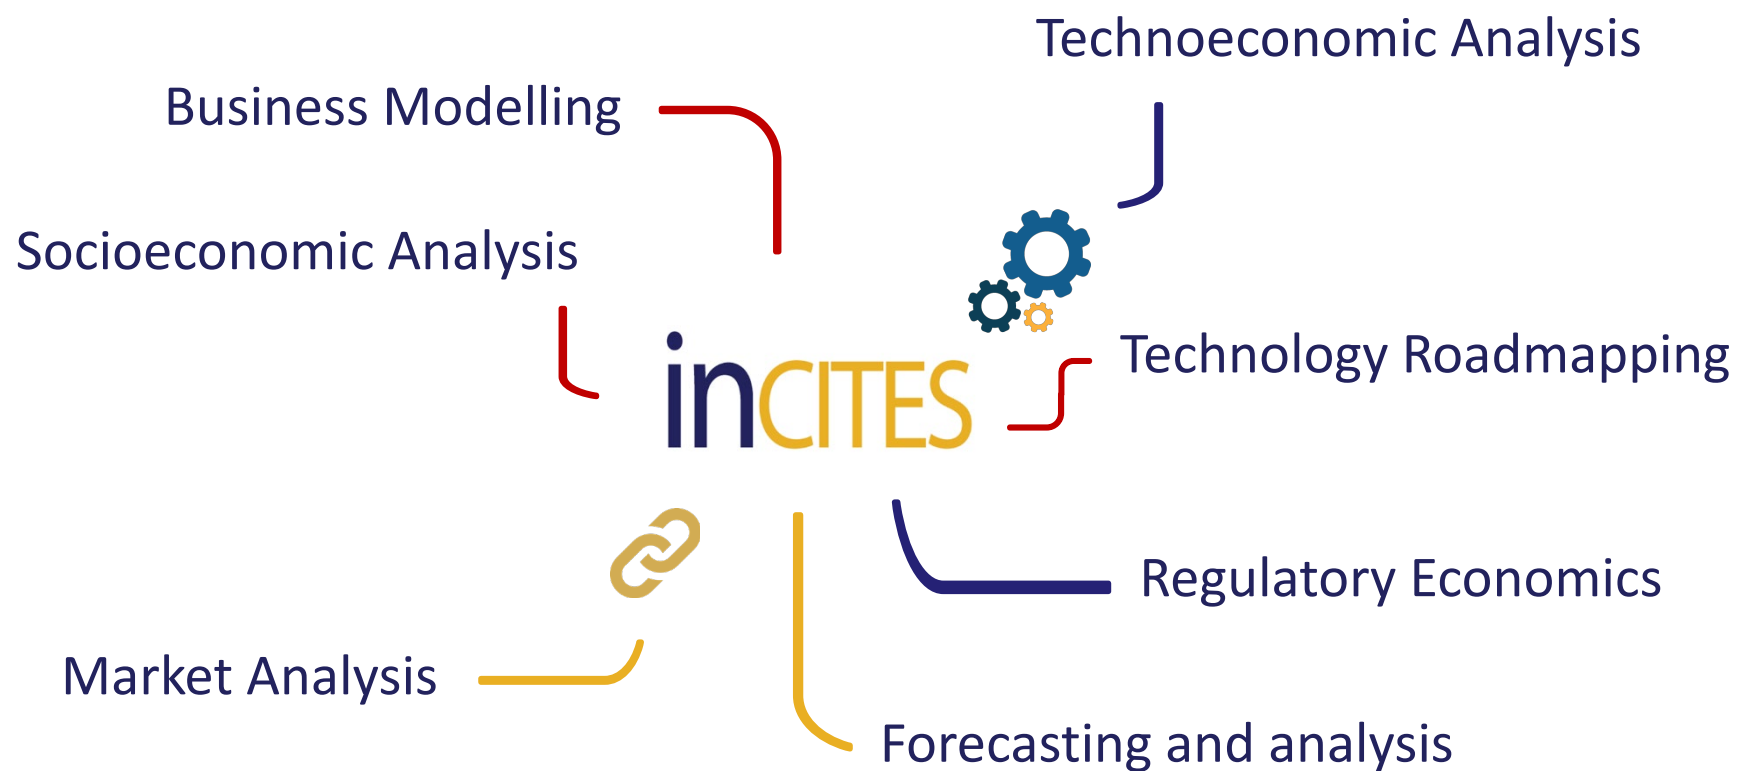 Technoeconomic Analysis
Business Modelling
Socioeconomic Analysis
inCITES
Technology Roadmapping
Regulatory Economics
Market Analysis
Forecasting and analysis